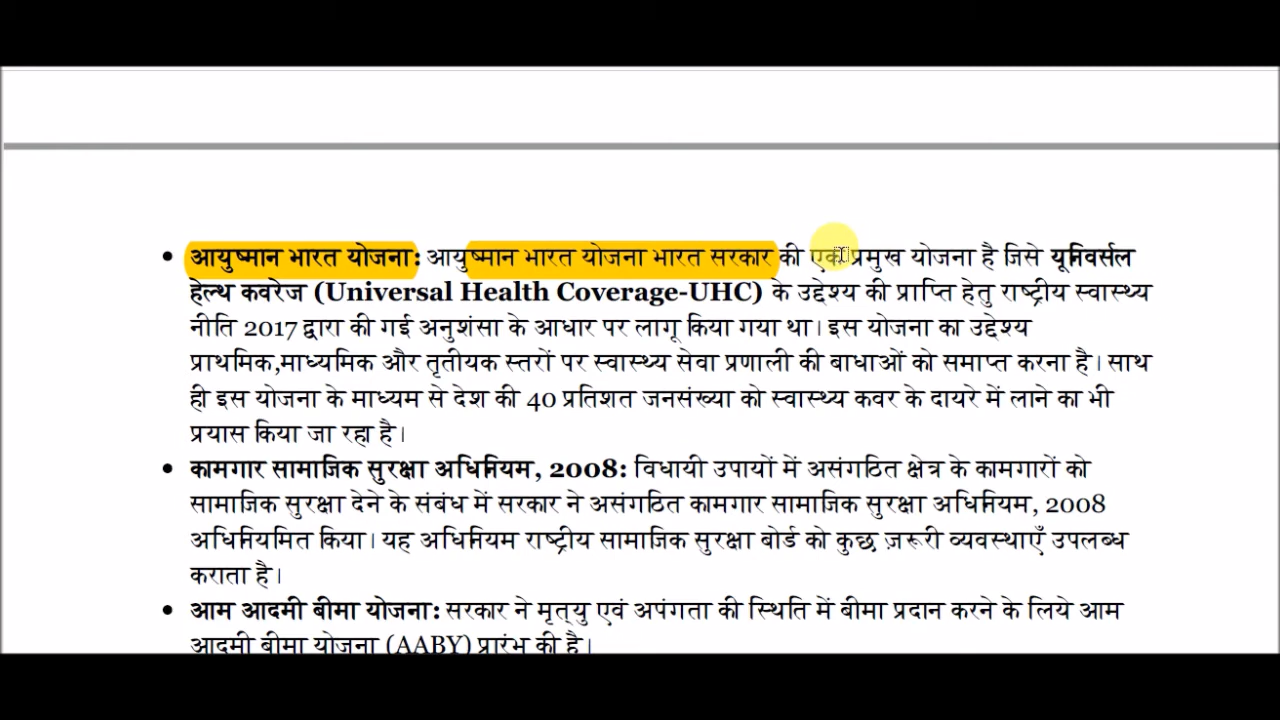 आयुष्मान भारत योजना: आयुष्मान भारत योजना भारत सरकार की एक प्रमुख योजना है जिसे यूनिवर्सल
हेल्थ कवरेज (Universal Health Coverage-UHC) के उद्देश्य की प्राप्ति हेतु राष्ट्रीय स्वास्थ्य
नीति 2017 द्वारा की गई अनुशंसा के आधार पर लागू किया गया था। इस योजना का उद्देश्य
प्राथमिक,माध्यमिक और तृतीयक स्तरों पर स्वास्थ्य सेवा प्रणाली की बाधाओं को समाप्त करना है। साथ
ही इस योजना के माध्यम से देश की 40 प्रतिशत जनसंख्या को स्वास्थ्य कवर के दायरे में लाने का भी
प्रयास किया जा रहा है।
कामगार सामाजिक सुरक्षा अधिनियम, 2008: विधायी उपायों में असंगठित क्षेत्र के कामगारों को
सामाजिक सुरक्षा देने के संबंध में सरकार ने असंगठित कामगार सामाजिक सुरक्षा अधिनियम, 2008
अधिनियमित किया। यह अधिनियम राष्ट्रीय सामाजिक सुरक्षा बोर्ड को कुछ ज़रूरी व्यवस्थाएँ उपलब्ध
कराता है।
आम आदमी बीमा योजना: सरकार ने मृत्यु एवं अपंगता की स्थिति में बीमा प्रदान करने के लिये आम
आदमी बीमा योजना (AABY) प्रारंभ की है।